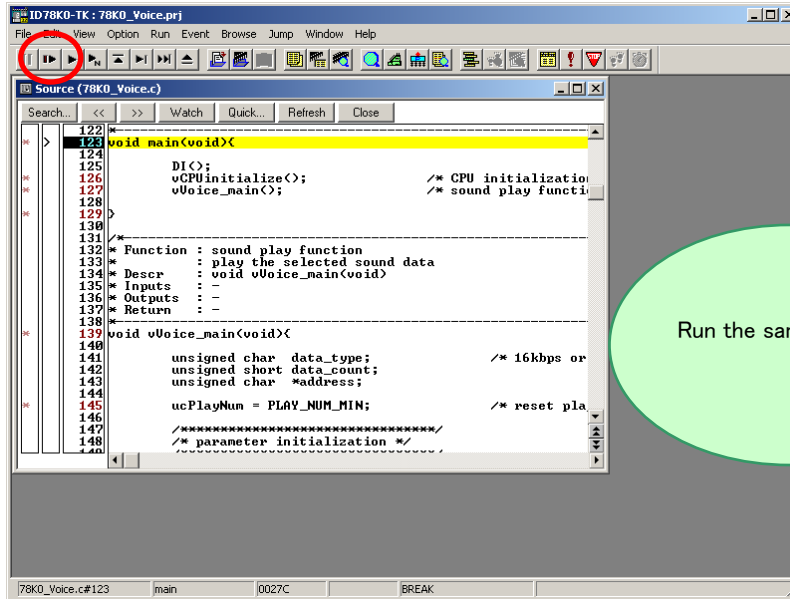 ID78K0-TK : 78K0_Voice.prj
File Edit View Option Run Event Browse Jump Window Help
Source (78K0_Voice.c)
Search... << >> Watch Quick... Refresh Close
122 *--------------------------------------------------------------
* > 123 void main(void){
124
125 DI();
* 126 vCPUinitialize(); /* CPU initialization
* 127 vVoice_main(); /* sound play functi
128
* 129 }
130
131 /*--------------------------------------------------------------
132 * Function : sound play function
133 * : play the selected sound data
134 * Descr : void vVoice_main(void)
135 * Inputs : -
136 * Outputs : -
137 * Return : -
138 *--------------------------------------------------------------
* 139 void vVoice_main(void){
140
141 unsigned char data_type; /* 16kbps or
142 unsigned short data_count;
143 unsigned char *address;
144
* 145 ucPlayNum = PLAY_NUM_MIN; /* reset pla
146
147 /********************************/
148 /* parameter initialization */
Run the sam
78K0_Voice.c#123 main 0027C BREAK